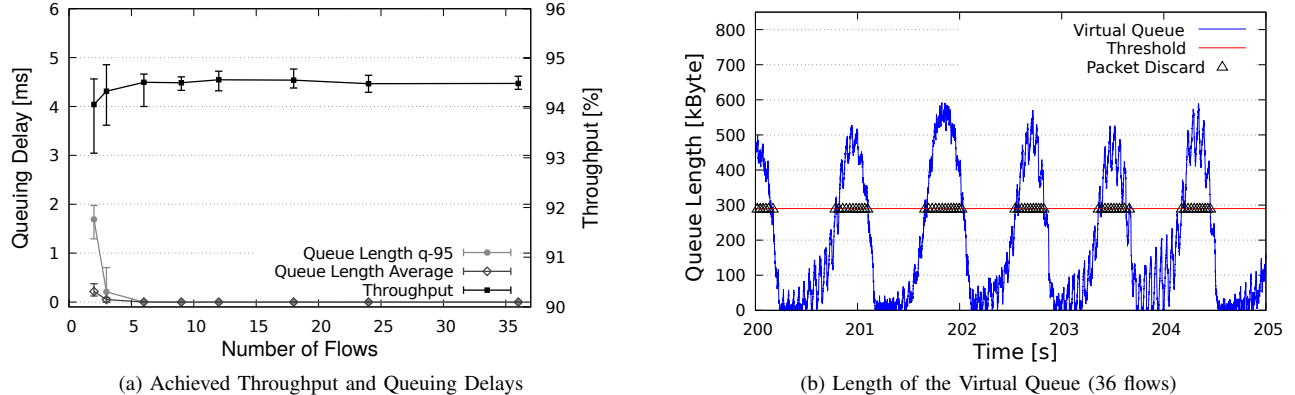 6
5
4
3
2
1
0
Queuing Delay [ms]
96
95
94
93
92
91
90
Throughput [%]
Queue Length q-95
Queue Length Average
Throughput
0 5 10 15 20 25 30 35
Number of Flows
(a) Achieved Throughput and Queuing Delays
800
700
600
500
400
300
200
100
0
Queue Length [kByte]
Virtual Queue
Threshold
Packet Discard
200 201 202 203 204 205
Time [s]
(b) Length of the Virtual Queue (36 flows)